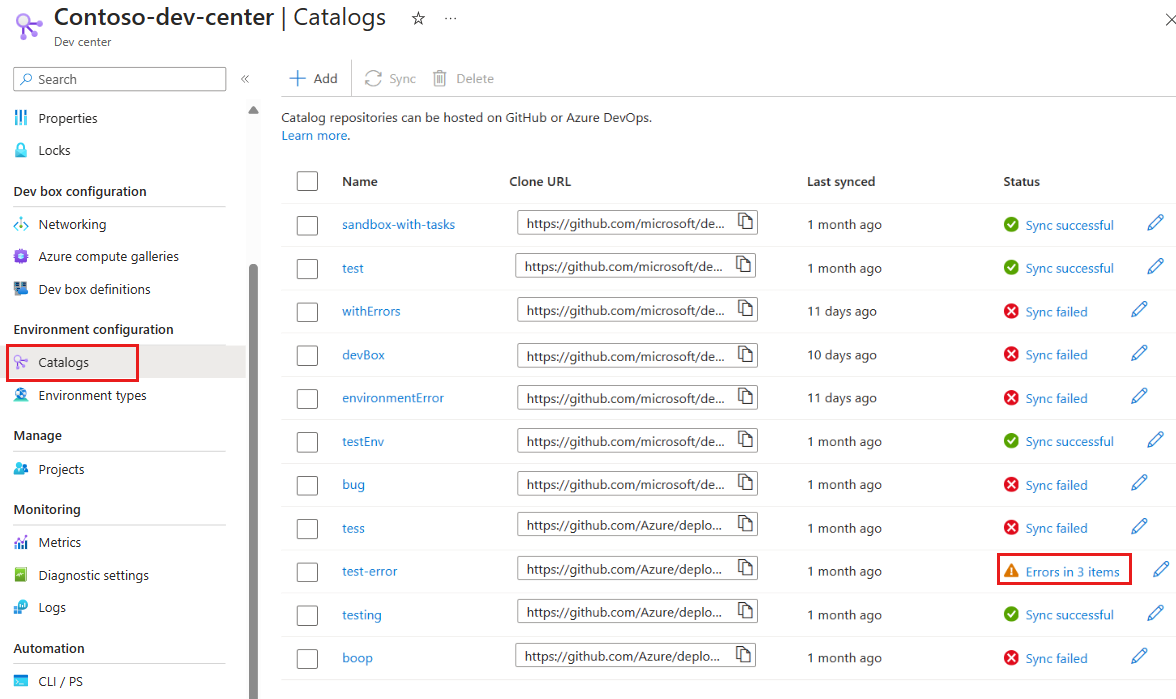 Contoso-dev-center | Catalogs ...
Dev center
Search
«
Properties
Locks
Dev box configuration
Networking
Azure compute galleries
Dev box definitions
Environment configuration
Catalogs
Environment types
Manage
Projects
Monitoring
Metrics
Diagnostic settings
Logs
Automation
CLI / PS
Add Sync Delete
Catalog repositories can be hosted on GitHub or Azure DevOps.
Learn more.
Name Clone URL Last synced Status
sandbox-with-tasks https://github.com/microsoft/de... 1 month ago Sync successful
test https://github.com/microsoft/de... 1 month ago Sync successful
withErrors https://github.com/microsoft/de... 11 days ago Sync failed
devBox https://github.com/microsoft/de... 10 days ago Sync failed
environmentError https://github.com/microsoft/de... 11 days ago Sync failed
testEnv https://github.com/microsoft/de... 1 month ago Sync successful
bug https://github.com/microsoft/de... 1 month ago Sync failed
tess https://github.com/Azure/deplo... 1 month ago Sync failed
test-error https://github.com/Azure/deplo... 1 month ago Errors in 3 items
testing https://github.com/Azure/deplo... 1 month ago Sync successful
boop https://github.com/Azure/deplo... 1 month ago Sync failed